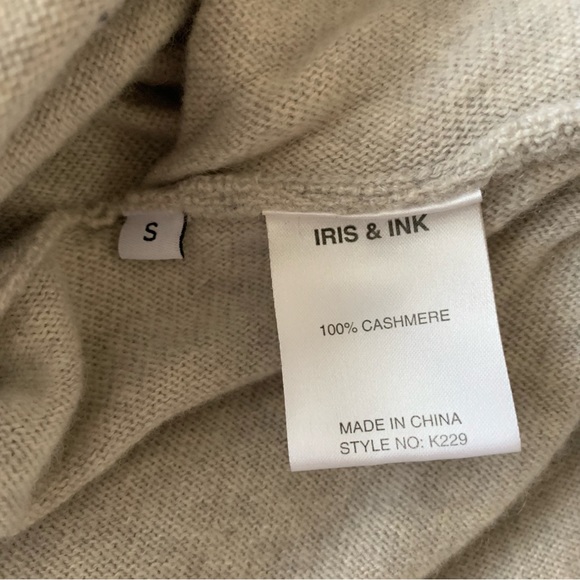 S
IRIS & INK
100% CASHMERE
MADE IN CHINA
STYLE NO: K229